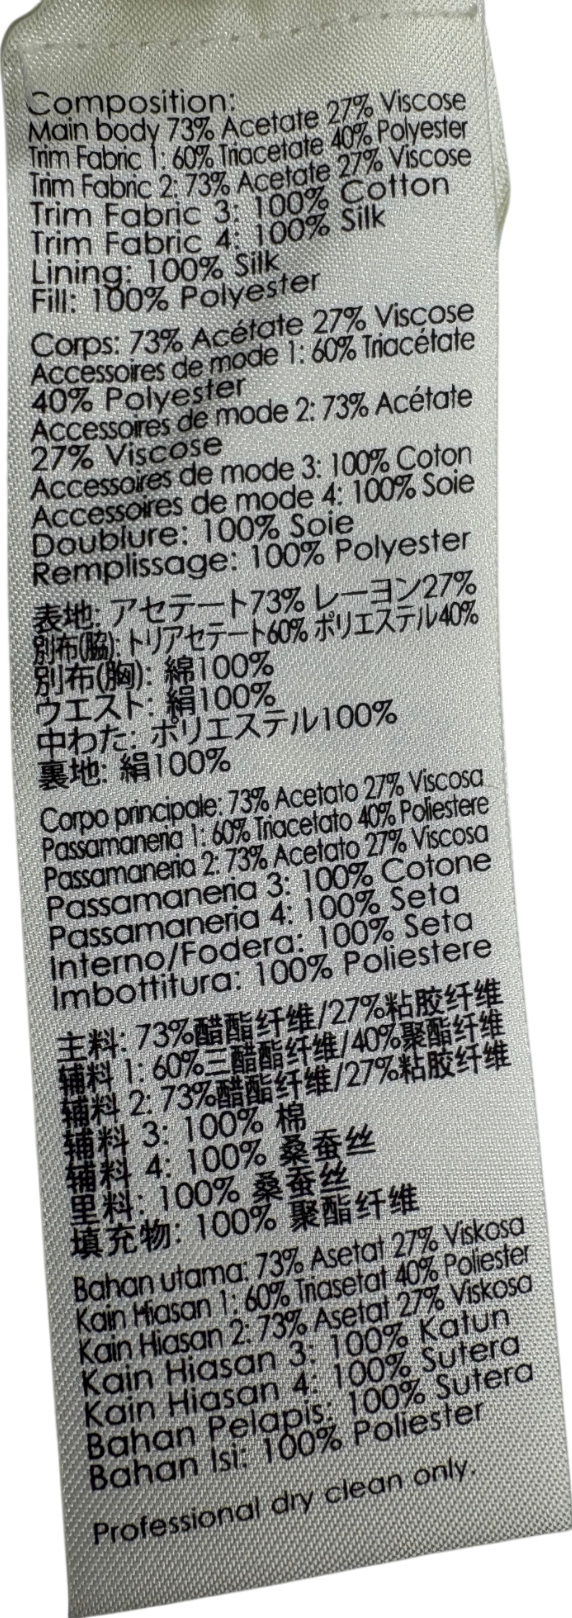 Composition:
Main body 73% Acetate 27% Viscose
Trim Fabric 1: 60% Triacetate 40% Polyester
Trim Fabric 2: 73% Acetate 27% Viscose
Trim Fabric 3: 100% Cotton
Trim Fabric 4: 100% Silk
Lining: 100% Silk
Fill: 100% Polyester
Corps: 73% Acétate 27% Viscose
Accessoires de mode 1: 60% Triacétate
40% Polyester
Accessoires de mode 2: 73% Acétate
27% Viscose
Accessoires de mode 3: 100% Coton
Accessoires de mode 4: 100% Soie
Doublure: 100% Soie
Remplissage: 100% Polyester
表地: アセテート73% レーヨン27%
別布(脇): トリアセテート60% ポリエステル40%
別布(胸): 綿100%
ウエスト: 絹100%
中わた: ポリエステル100%
裏地: 絹100%
Corpo principale: 73% Acetato 27% Viscosa
Passamaneria 1: 60% Triacetato 40% Poliestere
Passamaneria 2: 73% Acetato 27% Viscosa
Passamaneria 3: 100% Cotone
Passamaneria 4: 100% Seta
Interno/Fodera: 100% Seta
Imbottitura: 100% Poliestere
主料: 73%醋酯纤维/27%粘胶纤维
辅料 1: 60%三醋酯纤维/40%聚酯纤维
辅料 2: 73%醋酯纤维/27%粘胶纤维
辅料 3: 100% 棉
辅料 4: 100% 桑蚕丝
里料: 100% 桑蚕丝
填充物: 100% 聚酯纤维
Bahan utama: 73% Asetat 27% Viskosa
Kain Hiasan 1: 60% Triasetat 40% Poliester
Kain Hiasan 2: 73% Asetat 27% Viskosa
Kain Hiasan 3: 100% Katun
Kain Hiasan 4: 100% Sutera
Bahan Pelapis: 100% Sutera
Bahan Isi: 100% Poliester
Professional dry clean only.